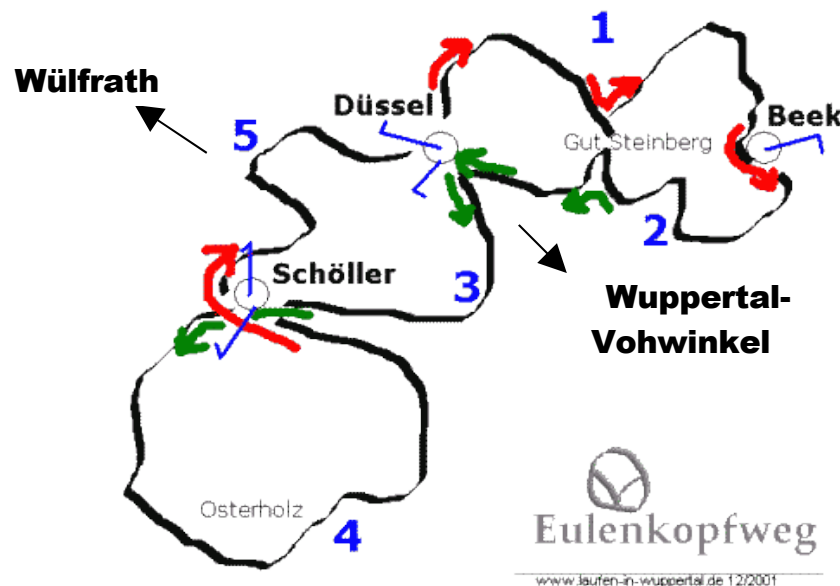 1
Wülfrath
Düssel
Beek
5
Gut Steinberg
2
Schöller
3
Wuppertal-
Vohwinkel
Osterholz
4
Eulenkopfweg
www.laufen-in-wuppertal.de 12/2001